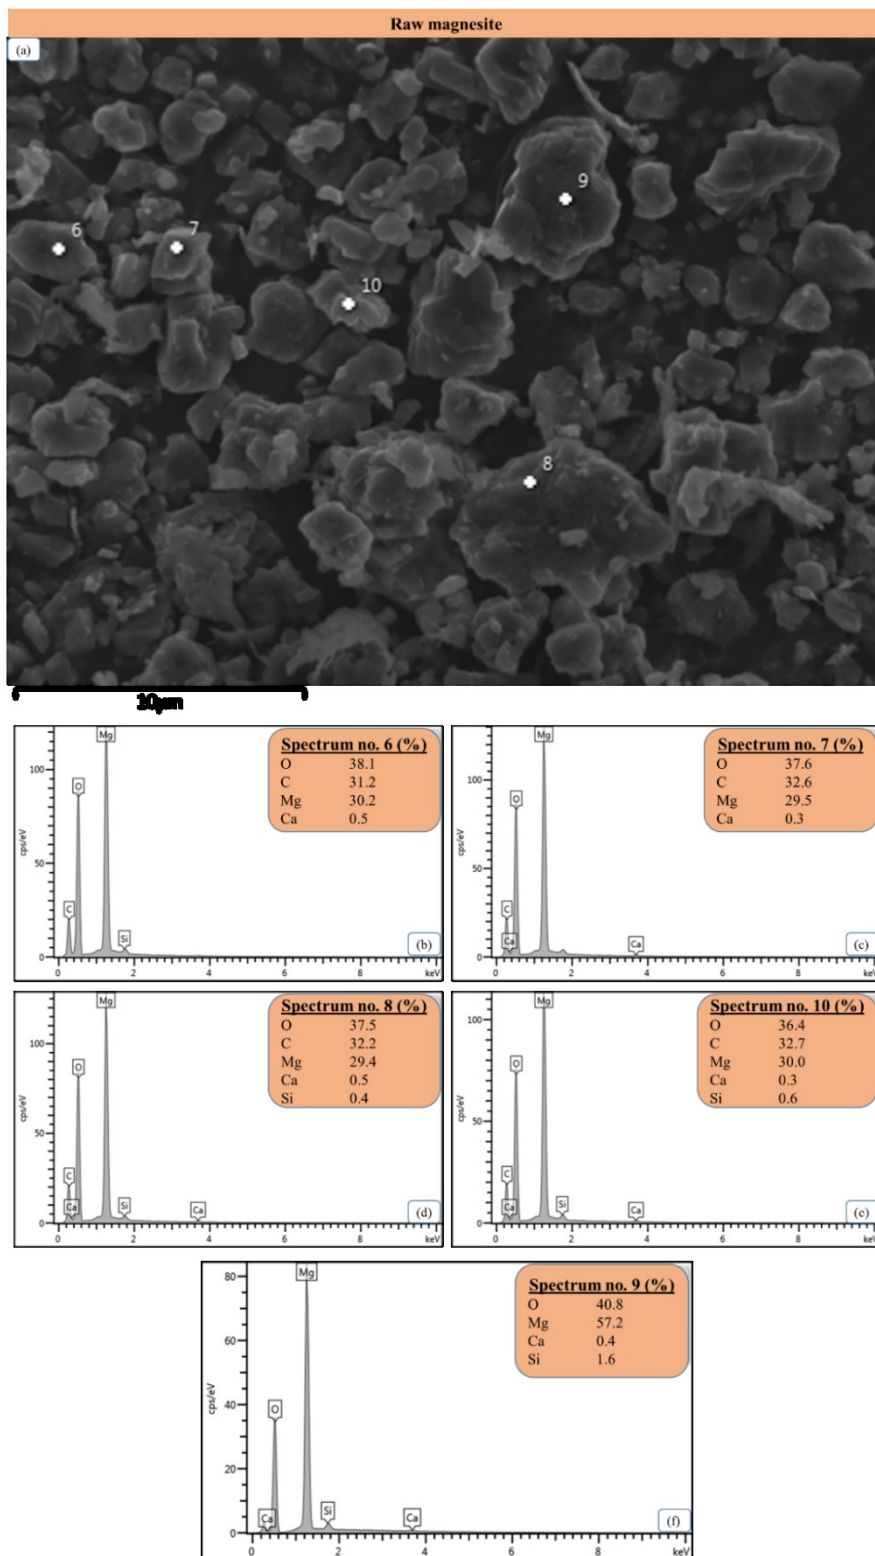 Raw magnesite
(a)
9
6
7
10
8
10µm
Mg
Spectrum no. 6 (%)
O 38.1
C 31.2
Mg 30.2
Ca 0.5
100
O
cps/eV
50
C
Si
(b)
0
0 2 4 6 8 keV
Mg
Spectrum no. 7 (%)
O 37.6
C 32.6
Mg 29.5
Ca 0.3
100
O
cps/eV
50
C
Ca
Ca
(c)
0
0 2 4 6 8 keV
Mg
Spectrum no. 8 (%)
O 37.5
C 32.2
Mg 29.4
Ca 0.5
Si 0.4
100
O
cps/eV
50
C
Ca
Si
Ca
(d)
0
0 2 4 6 8 keV
Mg
Spectrum no. 10 (%)
O 36.4
C 32.7
Mg 30.0
Ca 0.3
Si 0.6
100
O
cps/eV
50
C
Ca
Si
Ca
(e)
0
0 2 4 6 8 keV
Mg
Spectrum no. 9 (%)
O 40.8
Mg 57.2
Ca 0.4
Si 1.6
80
60
cps/eV
40
O
20
Ca
Si
Ca
(f)
0
0 2 4 6 8 keV